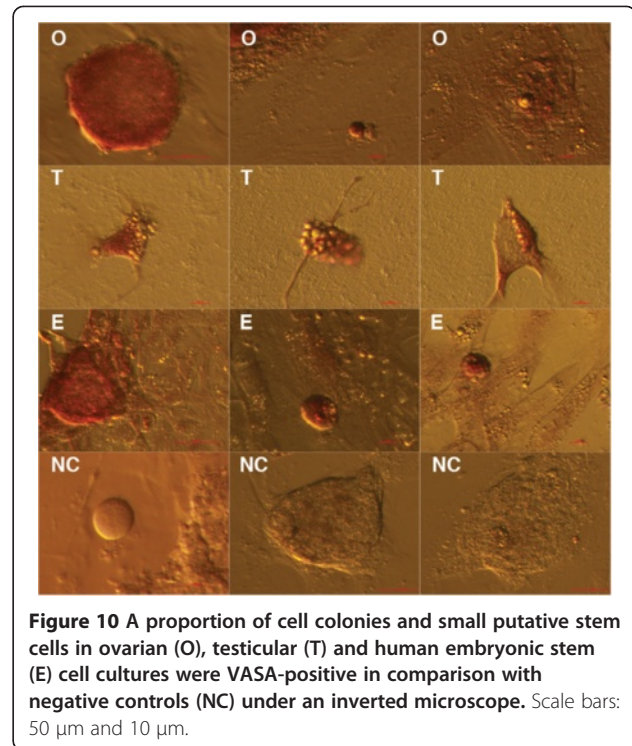 O O O
T T T
E E E
NC NC NC
Figure 10 A proportion of cell colonies and small putative stem
cells in ovarian (O), testicular (T) and human embryonic stem
(E) cell cultures were VASA-positive in comparison with
negative controls (NC) under an inverted microscope. Scale bars:
50 μm and 10 μm.